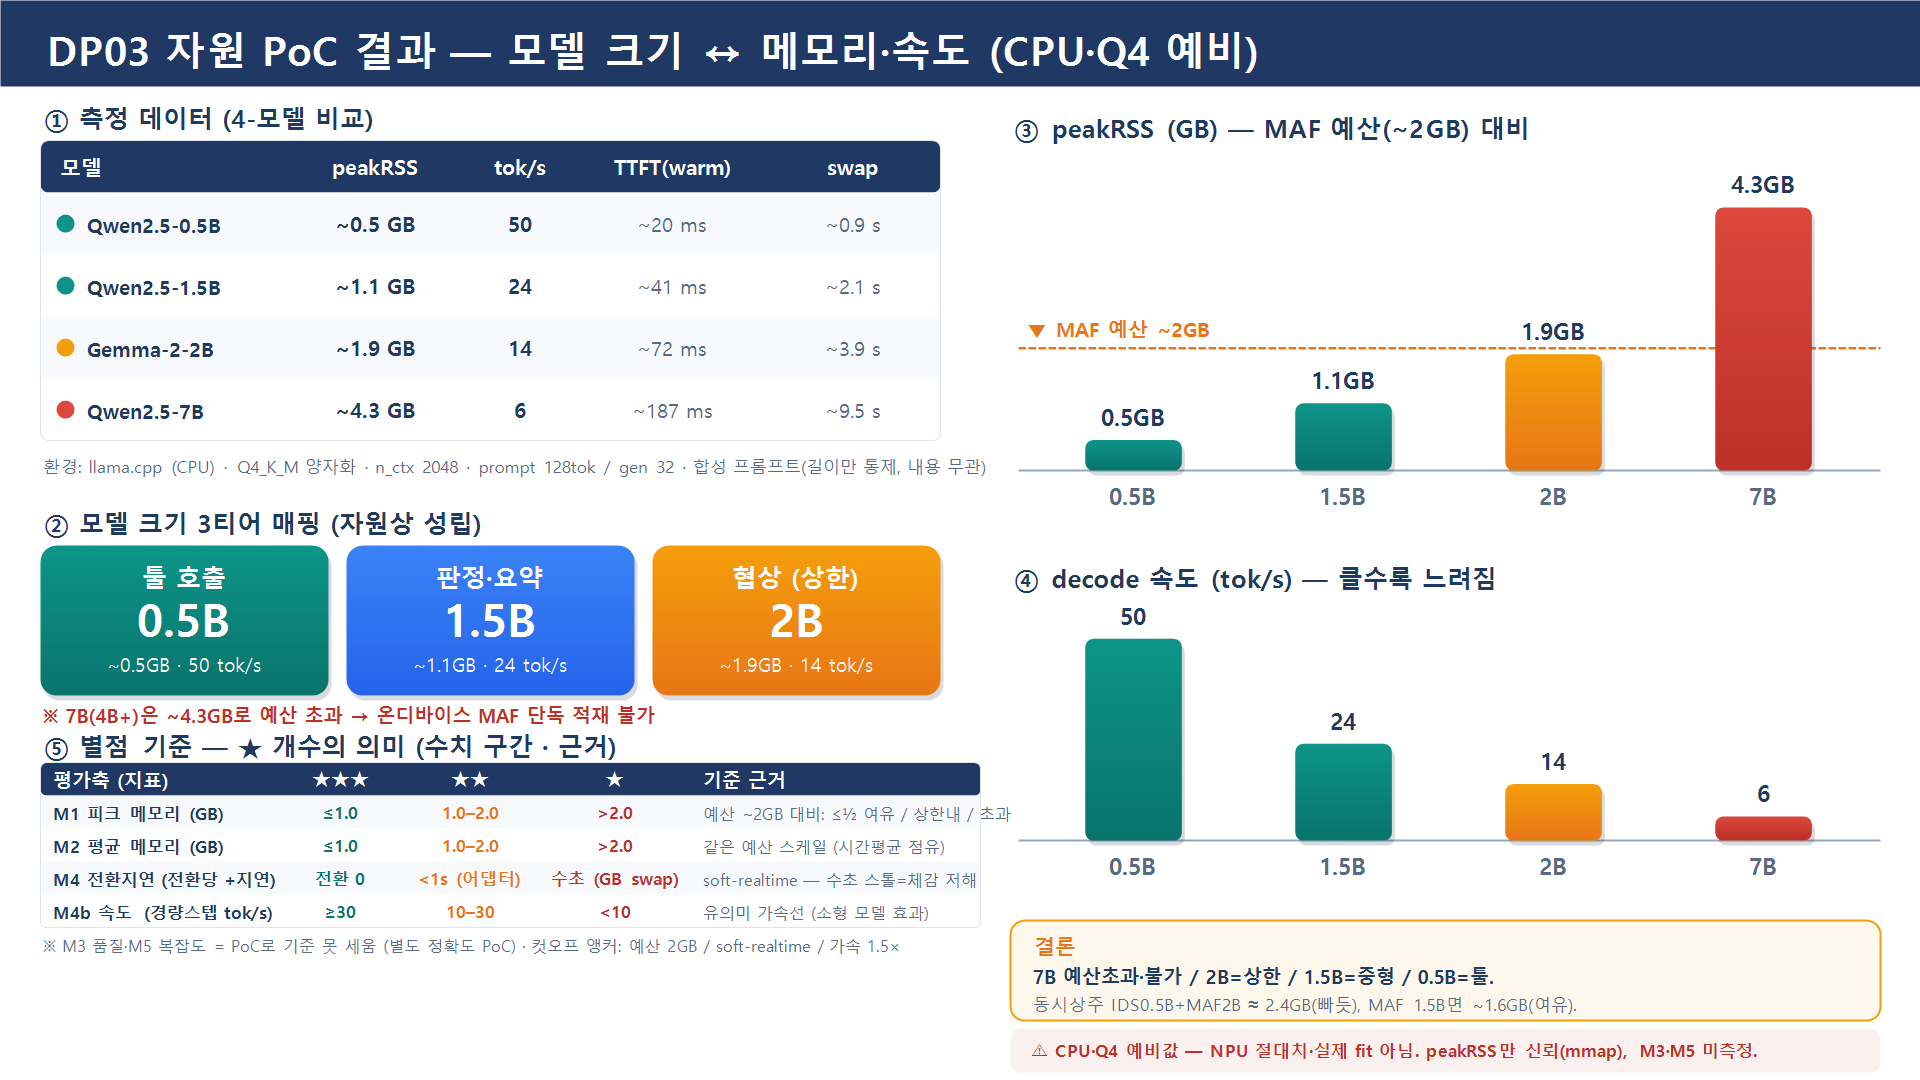 DP03 자원 PoC 결과 — 모델 크기 ↔ 메모리·속도 (CPU·Q4 예비)
① 측정 데이터 (4-모델 비교)
모델 peakRSS tok/s TTFT(warm) swap
Qwen2.5-0.5B ~0.5 GB 50 ~20 ms ~0.9 s
Qwen2.5-1.5B ~1.1 GB 24 ~41 ms ~2.1 s
Gemma-2-2B ~1.9 GB 14 ~72 ms ~3.9 s
Qwen2.5-7B ~4.3 GB 6 ~187 ms ~9.5 s
환경: llama.cpp (CPU) · Q4_K_M 양자화 · n_ctx 2048 · prompt 128tok / gen 32 · 합성 프롬프트(길이만 통제, 내용 무관)
② 모델 크기 3티어 매핑 (자원상 성립)
툴 호출
0.5B
~0.5GB · 50 tok/s
판정·요약
1.5B
~1.1GB · 24 tok/s
협상 (상한)
2B
~1.9GB · 14 tok/s
※ 7B(4B+)은 ~4.3GB로 예산 초과 → 온디바이스 MAF 단독 적재 불가
⑤ 별점 기준 — ★ 개수의 의미 (수치 구간 · 근거)
평가축 (지표) ★★★ ★★ ★ 기준 근거
M1 피크 메모리 (GB) ≤1.0 1.0–2.0 >2.0 예산 ~2GB 대비: ≤½ 여유 / 상한내 / 초과
M2 평균 메모리 (GB) ≤1.0 1.0–2.0 >2.0 같은 예산 스케일 (시간평균 점유)
M4 전환지연 (전환당 +지연) 전환 0 <1s (어댑터) 수초 (GB swap) soft-realtime — 수초 스톨=체감 저해
M4b 속도 (경량스텝 tok/s) ≥30 10–30 <10 유의미 가속선 (소형 모델 효과)
※ M3 품질·M5 복잡도 = PoC로 기준 못 세움 (별도 정확도 PoC) · 컷오프 앵커: 예산 2GB / soft-realtime / 가속 1.5×
③ peakRSS (GB) — MAF 예산(~2GB) 대비
4.3GB
▼ MAF 예산 ~2GB
1.9GB
1.1GB
0.5GB
0.5B 1.5B 2B 7B
④ decode 속도 (tok/s) — 클수록 느려짐
50
24
14
6
0.5B 1.5B 2B 7B
결론
7B 예산초과·불가 / 2B=상한 / 1.5B=중형 / 0.5B=툴.
동시상주 IDS0.5B+MAF2B ≈ 2.4GB(빠듯), MAF 1.5B면 ~1.6GB(여유).
⚠ CPU·Q4 예비값 — NPU 절대치·실제 fit 아님. peakRSS만 신뢰(mmap), M3·M5 미측정.